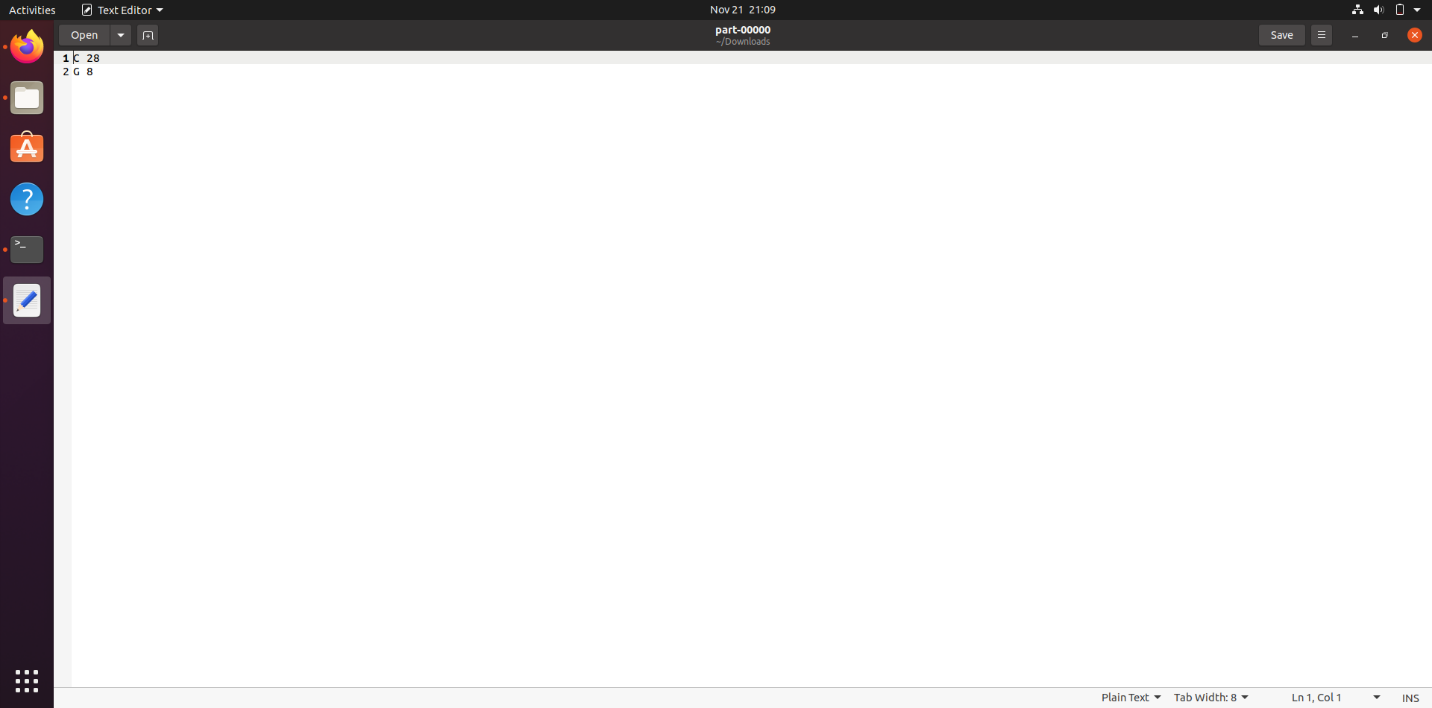 Activities
Text Editor
Nov 21 21:09
Open
part-00000
~/Downloads
Save
1 C 28
2 G 8
Plain Text
Tab Width: 8
Ln 1, Col 1
INS